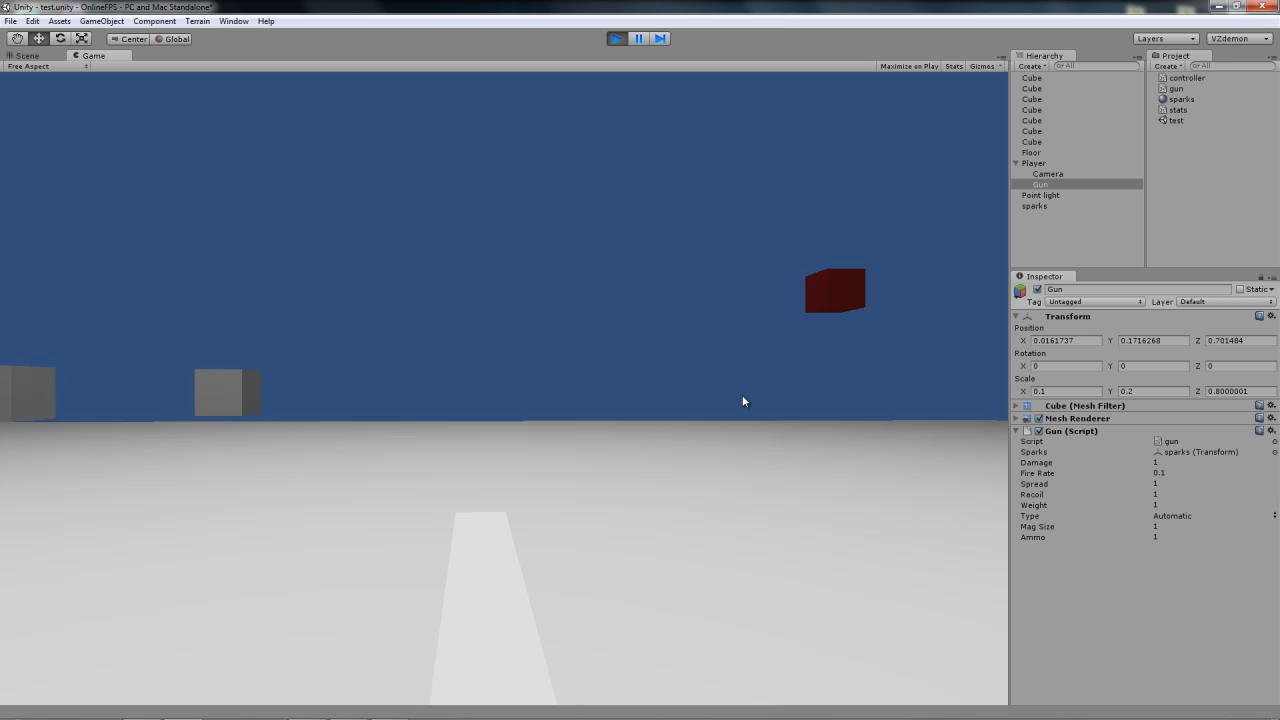 Unity - test.unity - OnlineFPS - PC and Mac Standalone*
File Edit Assets GameObject Component Terrain Window Help
Center Global Layers VZdemon
Scene Game
Free Aspect Maximize on Play Stats Gizmos
Hierarchy
Create All
Cube
Cube
Cube
Cube
Cube
Cube
Cube
Floor
Player
Camera
Gun
Point light
sparks
Project
Create All
controller
gun
sparks
stats
test
Inspector
Gun Static
Tag Untagged Layer Default
Transform
Position
X 0.0161737 Y 0.1716268 Z 0.701484
Rotation
X 0 Y 0 Z 0
Scale
X 0.1 Y 0.2 Z 0.8000001
Cube (Mesh Filter)
Mesh Renderer
Gun (Script)
Script gun
Sparks sparks (Transform)
Damage 1
Fire Rate 0.1
Spread 1
Recoil 1
Weight 1
Type Automatic
Mag Size 1
Ammo 1